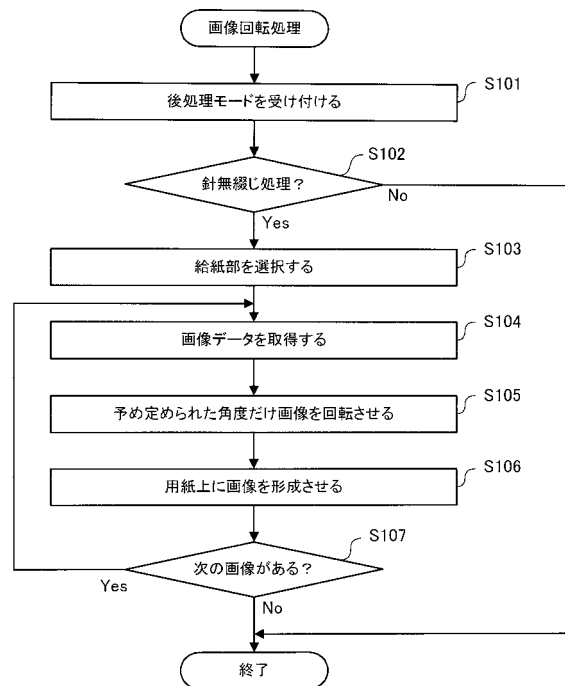 画像回転処理
S101
後処理モードを受け付ける
S102
針無綴じ処理？
No
Yes
S103
給紙部を選択する
S104
画像データを取得する
S105
予め定められた角度だけ画像を回転させる
S106
用紙上に画像を形成させる
S107
次の画像がある？
Yes
No
終了